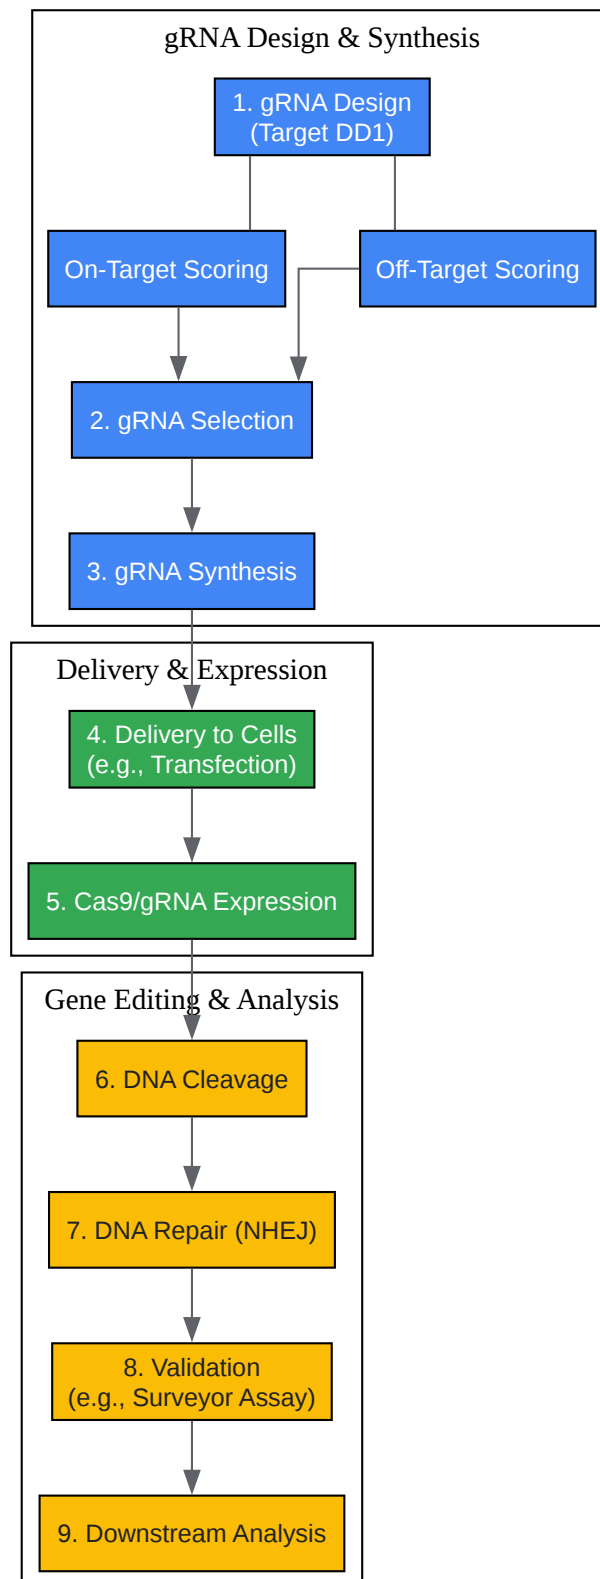 gRNA Design & Synthesis
1. gRNA Design
(Target DD1)
On-Target Scoring
Off-Target Scoring
2. gRNA Selection
3. gRNA Synthesis
Delivery & Expression
4. Delivery to Cells
(e.g., Transfection)
5. Cas9/gRNA Expression
Gene Editing & Analysis
6. DNA Cleavage
7. DNA Repair (NHEJ)
8. Validation
(e.g., Surveyor Assay)
9. Downstream Analysis